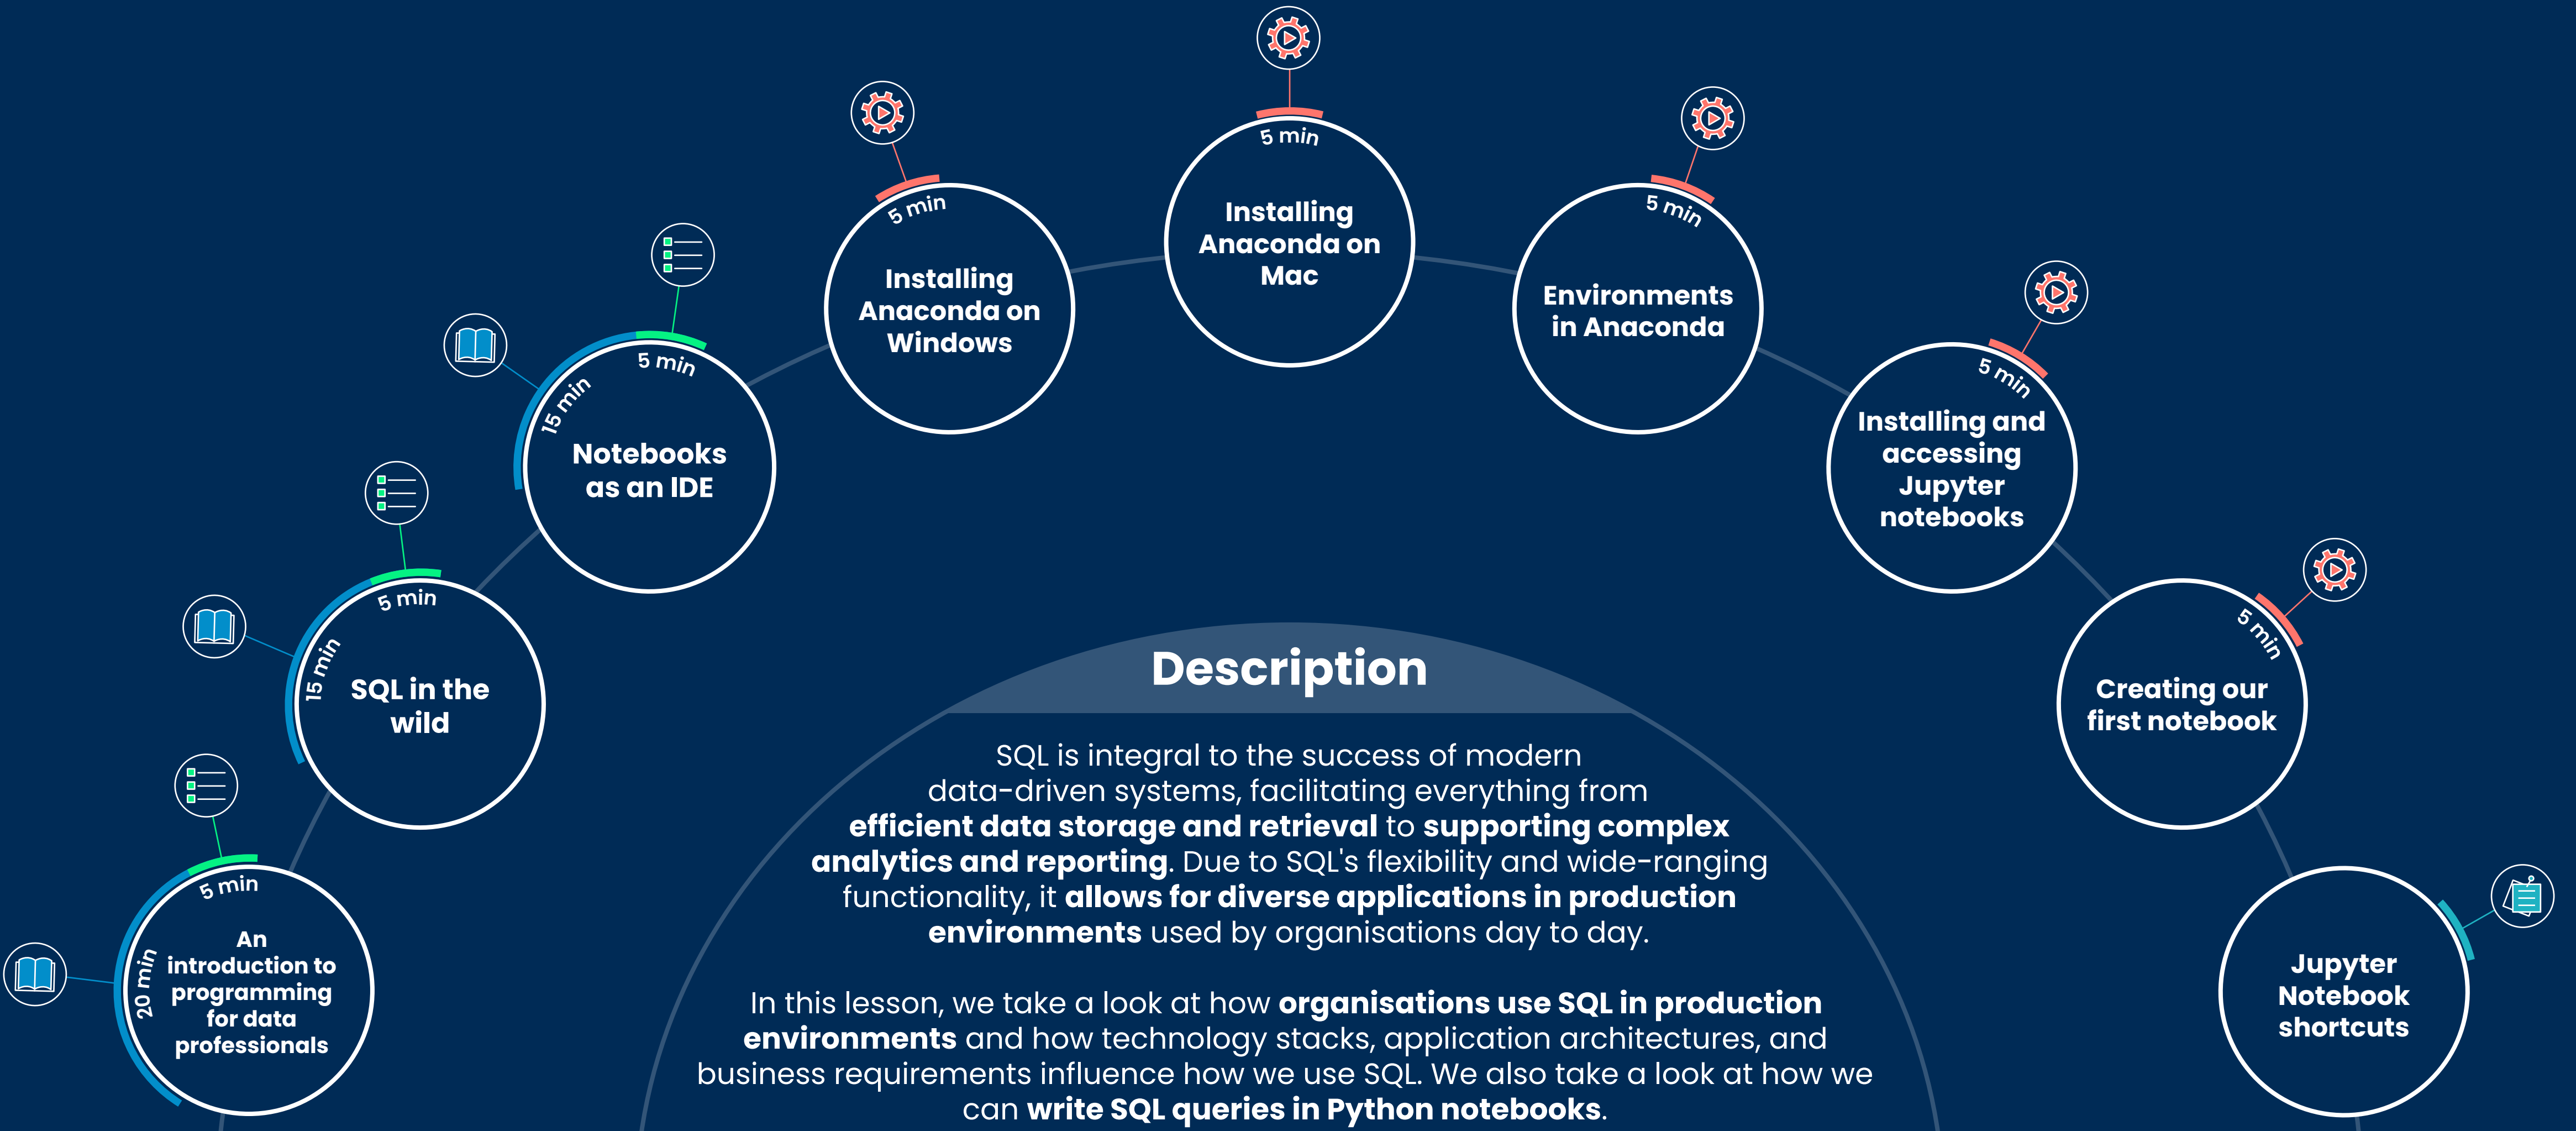 20 min
5 min
An
introduction to
programming
for data
professionals
15 min
5 min
SQL in the
wild
15 min
5 min
Notebooks
as an IDE
5 min
Installing
Anaconda on
Windows
5 min
Installing
Anaconda on
Mac
5 min
Environments
in Anaconda
5 min
Installing and
accessing
Jupyter
notebooks
5 min
Creating our
first notebook
Jupyter
Notebook
shortcuts
Description
SQL is integral to the success of modern
data-driven systems, facilitating everything from
efficient data storage and retrieval to supporting complex
analytics and reporting. Due to SQL's flexibility and wide-ranging
functionality, it allows for diverse applications in production
environments used by organisations day to day.
In this lesson, we take a look at how organisations use SQL in production
environments and how technology stacks, application architectures, and
business requirements influence how we use SQL. We also take a look at how we
can write SQL queries in Python notebooks.